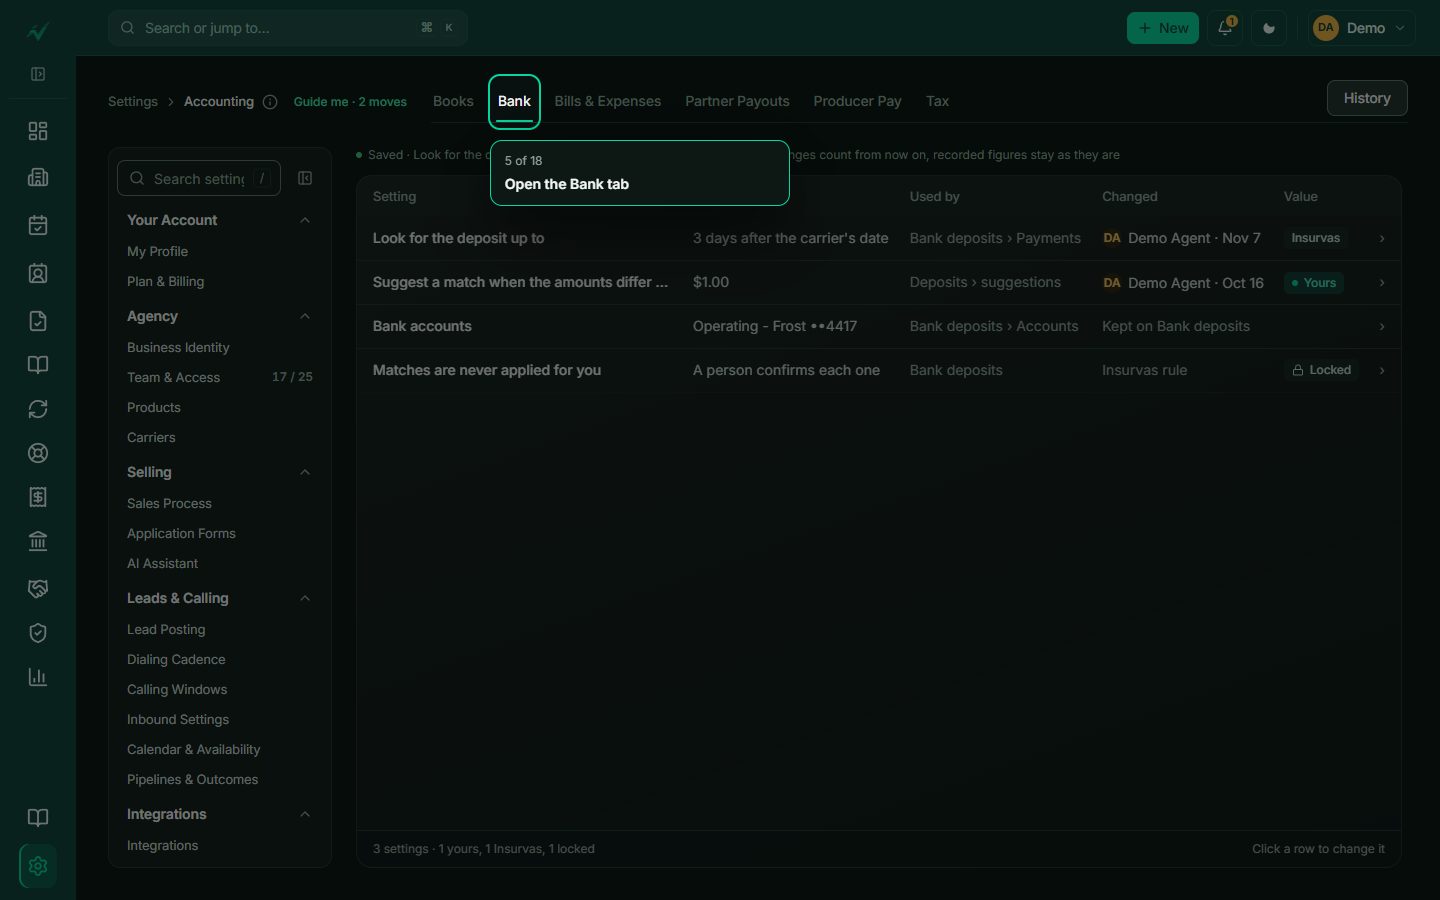 Search or jump to...
⌘ K
New
1
DA Demo
Settings
Accounting
Guide me · 2 moves
Books
Bank
Bills & Expenses
Partner Payouts
Producer Pay
Tax
History
Saved · Look for the
nges count from now on, recorded figures stay as they are
5 of 18
Open the Bank tab
Search setting
/
Your Account
My Profile
Plan & Billing
Agency
Business Identity
Team & Access 17 / 25
Products
Carriers
Selling
Sales Process
Application Forms
AI Assistant
Leads & Calling
Lead Posting
Dialing Cadence
Calling Windows
Inbound Settings
Calendar & Availability
Pipelines & Outcomes
Integrations
Integrations
Setting Used by Changed Value
Look for the deposit up to 3 days after the carrier's date Bank deposits › Payments DA Demo Agent · Nov 7 Insurvas
Suggest a match when the amounts differ ... $1.00 Deposits › suggestions DA Demo Agent · Oct 16 Yours
Bank accounts Operating - Frost ••4417 Bank deposits › Accounts Kept on Bank deposits
Matches are never applied for you A person confirms each one Bank deposits Insurvas rule Locked
3 settings · 1 yours, 1 Insurvas, 1 locked
Click a row to change it